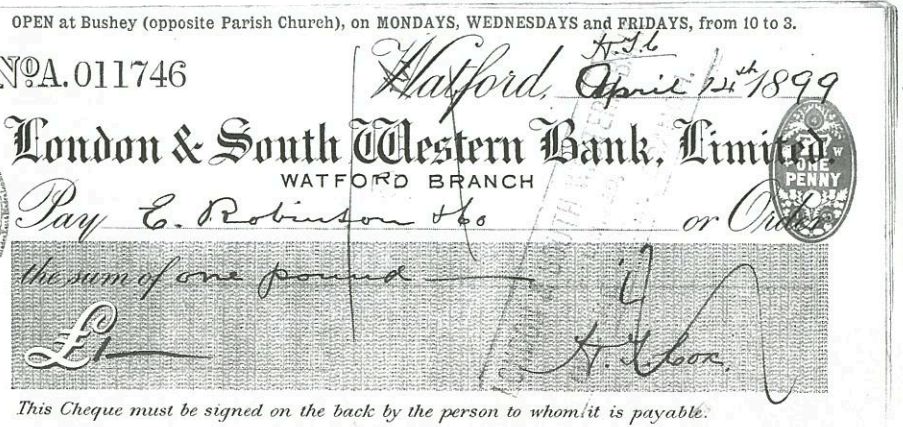 OPEN at Bushey (opposite Parish Church), on MONDAYS, WEDNESDAYS and FRIDAYS, from 10 to 3.
H.T.C
NoA.011746 Watford, April 14th 1899
London & South Western Bank, Limited.
WATFORD BRANCH
ONE PENNY
Pay E. Robinson & Co or Order
the sum of one pound
£1
H.T. Cox.
This Cheque must be signed on the back by the person to whom it is payable.